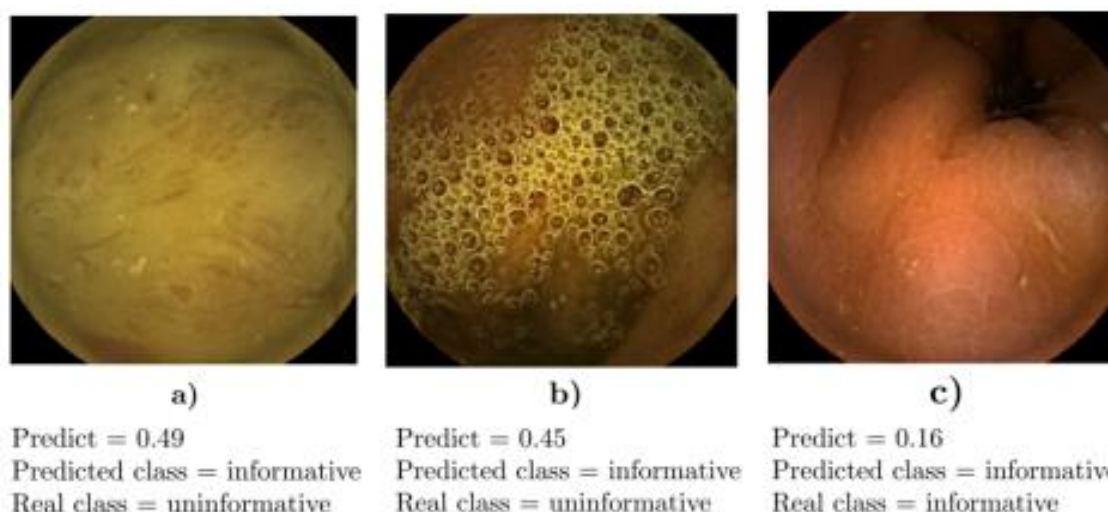 a)
Predict = 0.49
Predicted class = informative
Real class = uninformative
b)
Predict = 0.45
Predicted class = informative
Real class = uninformative
c)
Predict = 0.16
Predicted class = informative
Real class = informative